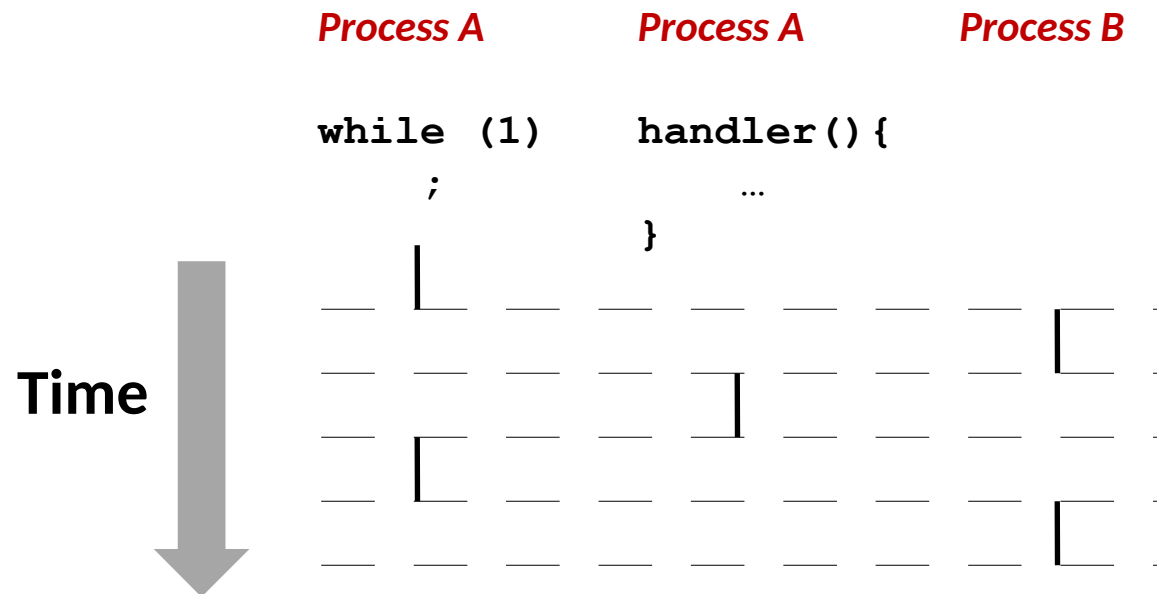 Process A Process A Process B
while (1) handler(){
; …
}
Time